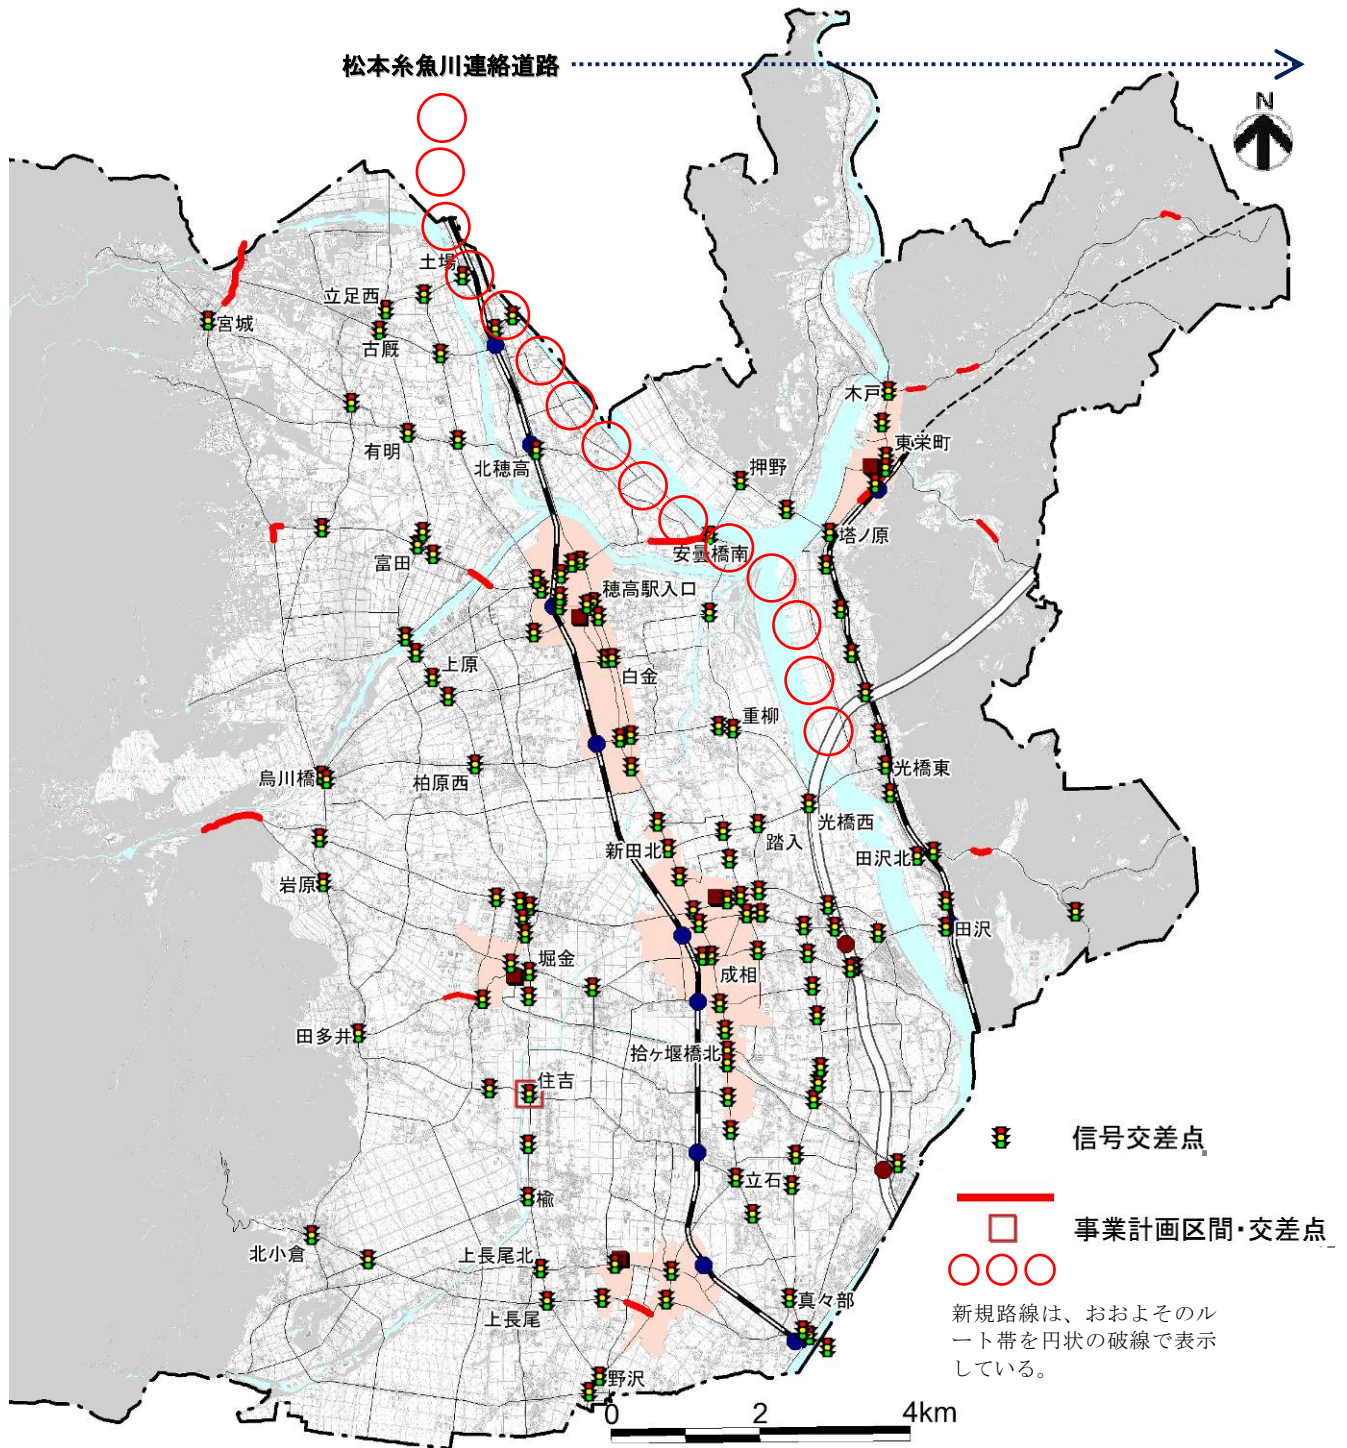 松本糸魚川連絡道路
N
土場
立足西
宮城
古厩
木戸
東栄町
有明
北穂高
押野
塔ノ原
安曇橋南
富田
穂高駅入口
上原
白金
重柳
烏川橋
柏原西
光橋東
光橋西
踏入
新田北
田沢北
岩原
田沢
堀金
成相
田多井
拾ヶ堰橋北
住吉
信号交差点
立石
楡
事業計画区間・交差点
北小倉
上長尾北
真々部
上長尾
新規路線は、おおよそのル
ート帯を円状の破線で表示
している。
野沢
0 2 4km